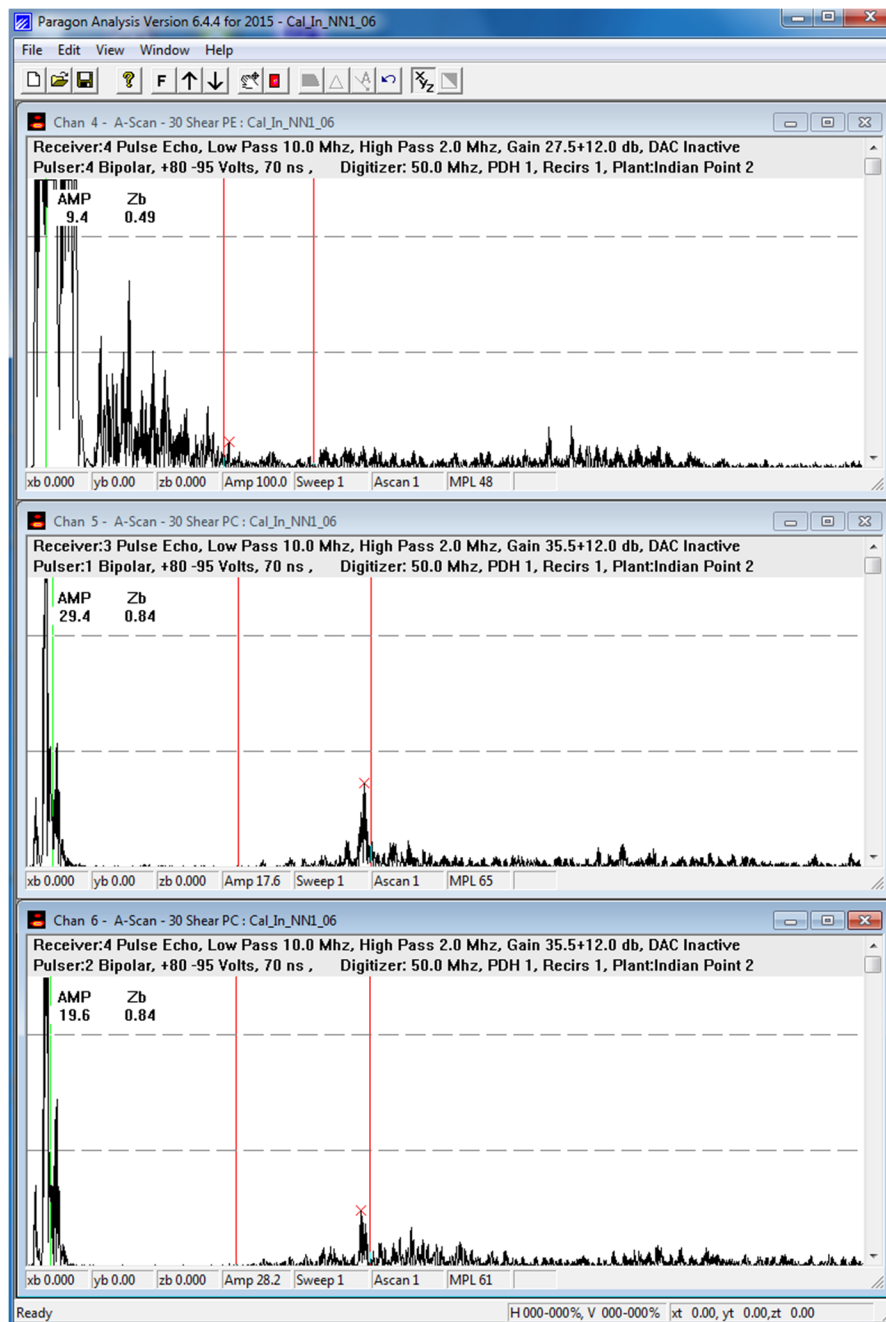 Paragon Analysis Version 6.4.4 for 2015 - Cal_In_NN1_06
File Edit View Window Help
F
Chan 4 - A-Scan - 30 Shear PE : Cal_In_NN1_06
Receiver:4 Pulse Echo, Low Pass 10.0 Mhz, High Pass 2.0 Mhz, Gain 27.5+12.0 db, DAC Inactive
Pulser:4 Bipolar, +80 -95 Volts, 70 ns , Digitizer: 50.0 Mhz, PDH 1, Recirs 1, Plant:Indian Point 2
AMP Zb
9.4 0.49
xb 0.000 yb 0.00 zb 0.000 Amp 100.0 Sweep 1 Ascan 1 MPL 48
Chan 5 - A-Scan - 30 Shear PC : Cal_In_NN1_06
Receiver:3 Pulse Echo, Low Pass 10.0 Mhz, High Pass 2.0 Mhz, Gain 35.5+12.0 db, DAC Inactive
Pulser:1 Bipolar, +80 -95 Volts, 70 ns , Digitizer: 50.0 Mhz, PDH 1, Recirs 1, Plant:Indian Point 2
AMP Zb
29.4 0.84
xb 0.000 yb 0.00 zb 0.000 Amp 17.6 Sweep 1 Ascan 1 MPL 65
Chan 6 - A-Scan - 30 Shear PC : Cal_In_NN1_06
Receiver:4 Pulse Echo, Low Pass 10.0 Mhz, High Pass 2.0 Mhz, Gain 35.5+12.0 db, DAC Inactive
Pulser:2 Bipolar, +80 -95 Volts, 70 ns , Digitizer: 50.0 Mhz, PDH 1, Recirs 1, Plant:Indian Point 2
AMP Zb
19.6 0.84
xb 0.000 yb 0.00 zb 0.000 Amp 28.2 Sweep 1 Ascan 1 MPL 61
Ready H 000-000%, V 000-000% xt 0.00, yt 0.00,zt 0.00